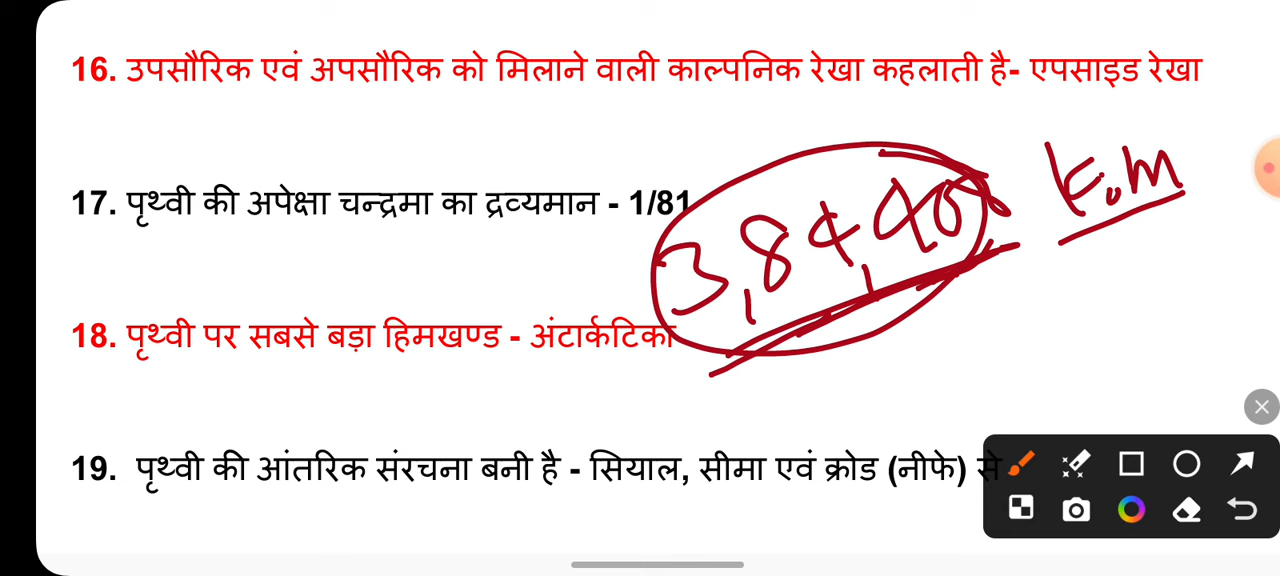 16. उपसौरिक एवं अपसौरिक को मिलाने वाली काल्पनिक रेखा कहलाती है- एपसाइड रेखा
17. पृथ्वी की अपेक्षा चन्द्रमा का द्रव्यमान - 1/81
3,84,400 K.m
18. पृथ्वी पर सबसे बड़ा हिमखण्ड - अंटार्कटिका
19. पृथ्वी की आंतरिक संरचना बनी है - सियाल, सीमा एवं क्रोड (नीफे) से